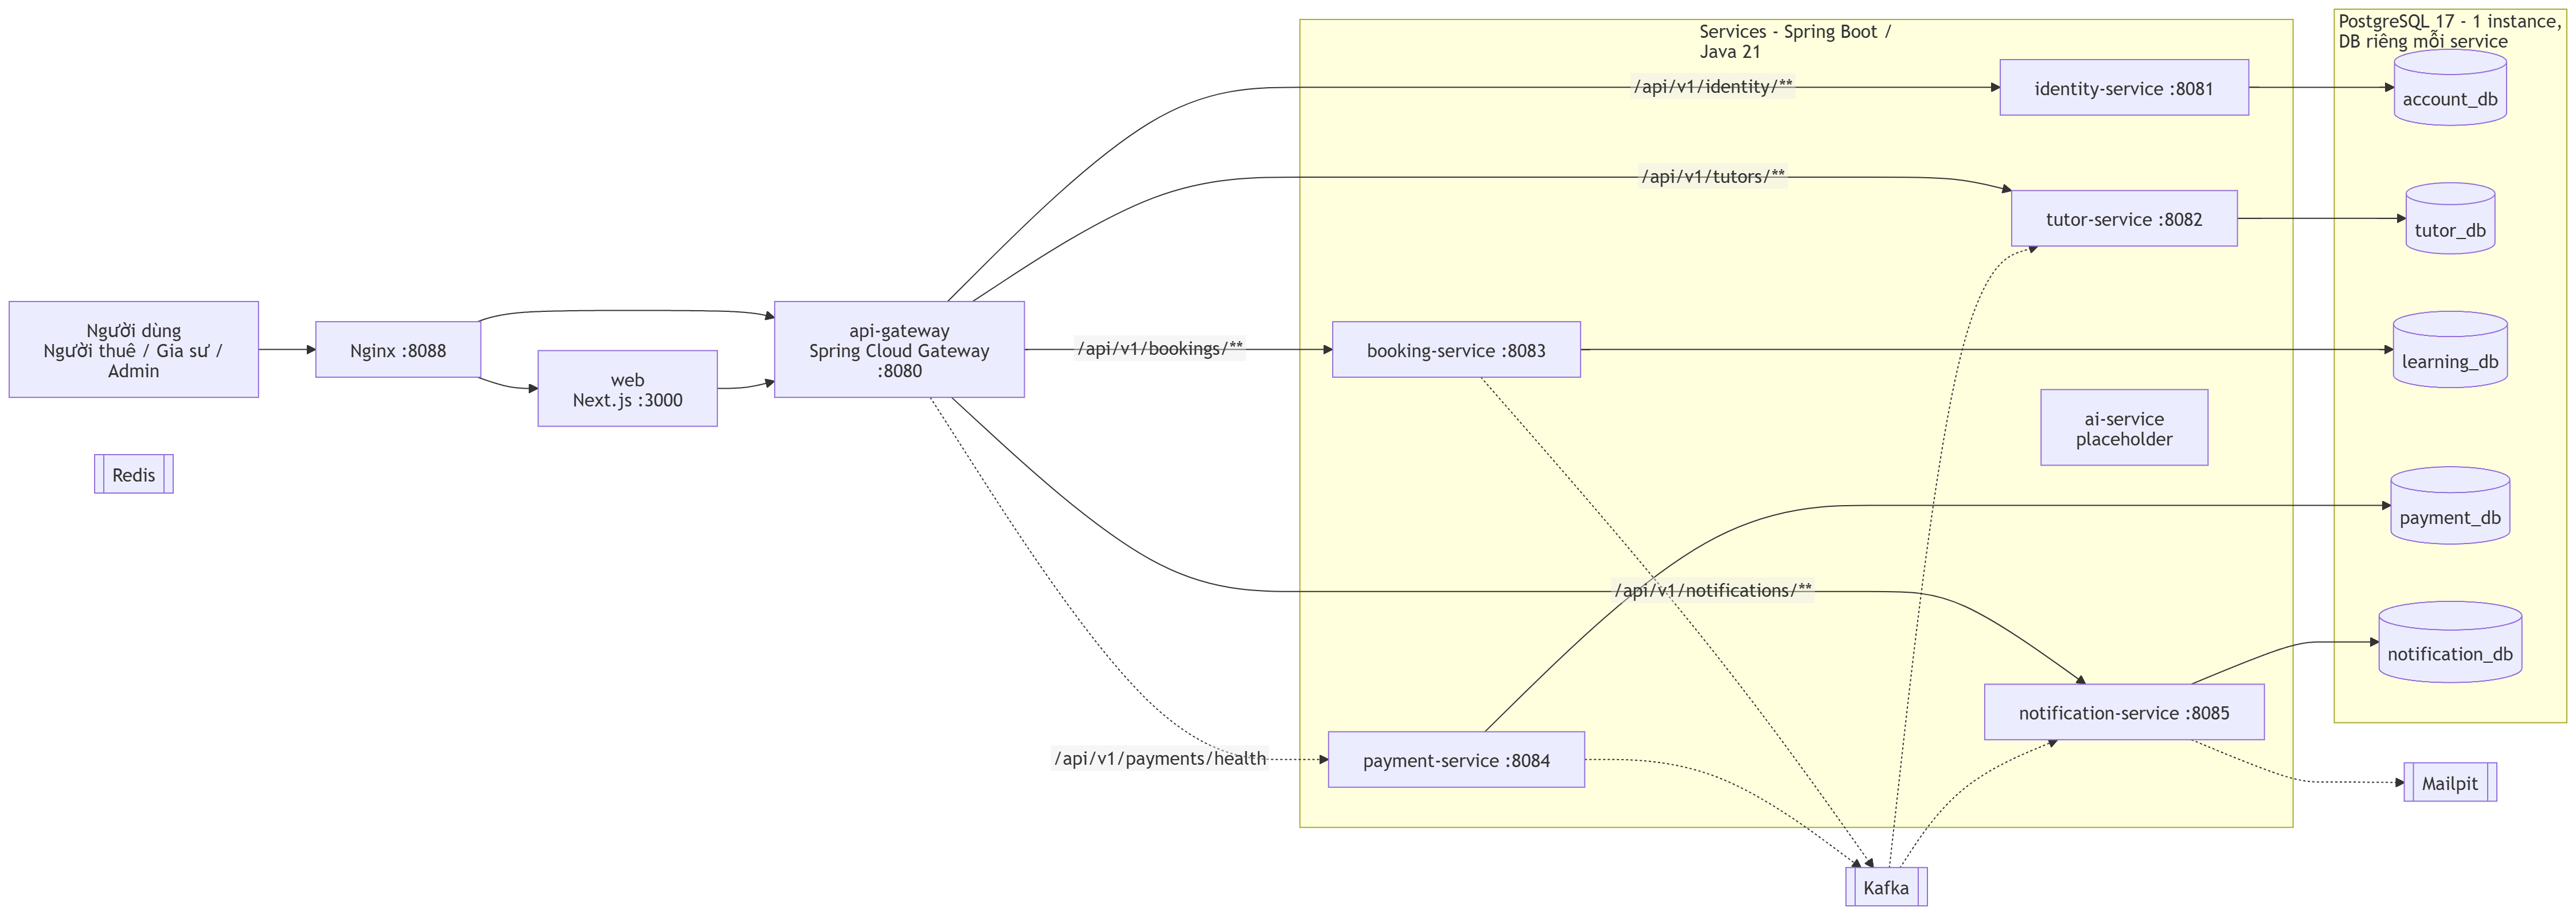 Người dùng
Người thuê / Gia sư /
Admin
Redis
Nginx :8088
web
Next.js :3000
api-gateway
Spring Cloud Gateway
:8080
/api/v1/bookings/**
/api/v1/payments/health
Services - Spring Boot /
Java 21
/api/v1/identity/**
/api/v1/tutors/**
/api/v1/notifications/**
identity-service :8081
tutor-service :8082
booking-service :8083
ai-service
placeholder
payment-service :8084
notification-service :8085
Kafka
PostgreSQL 17 - 1 instance,
DB riêng mỗi service
account_db
tutor_db
learning_db
payment_db
notification_db
Mailpit